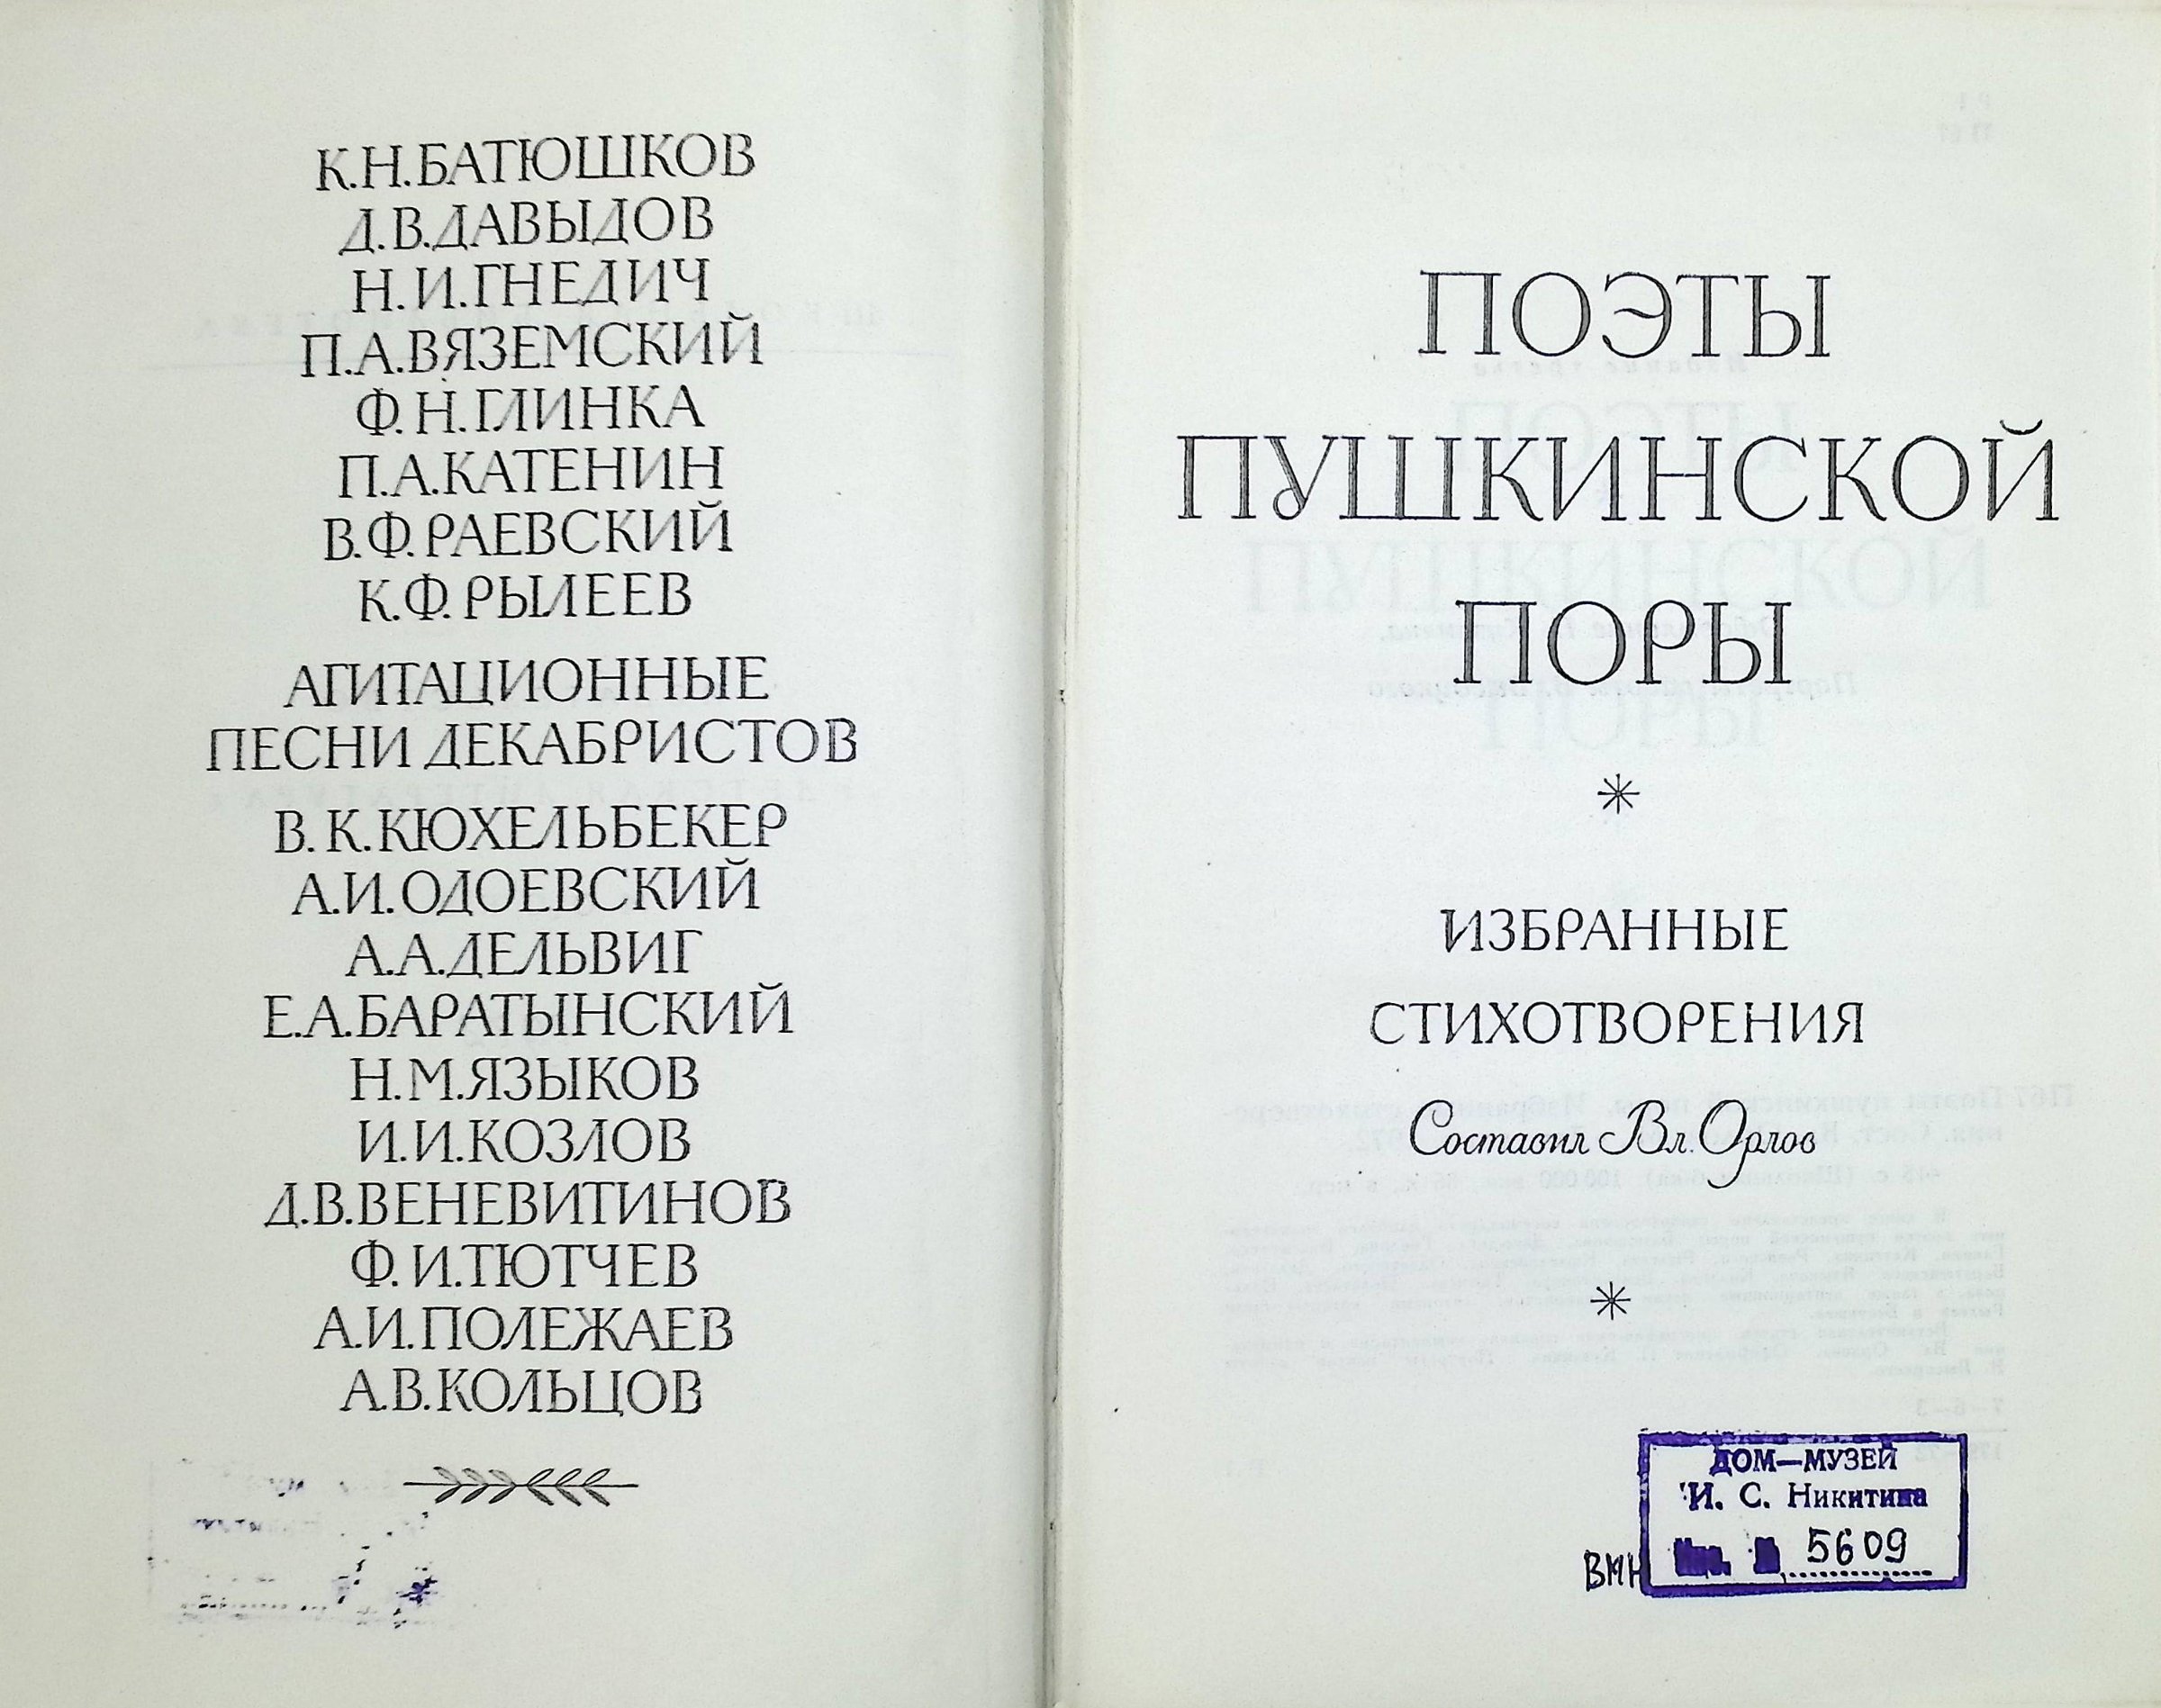 К.Н.БАТЮШКОВ
Д.В.ДАВЫДОВ
Н.И.ГНЕДИЧ
П.А.ВЯЗЕМСКИЙ
Ф.Н.ГЛИНКА
П.А.КАТЕНИН
В.Ф.РАЕВСКИЙ
К.Ф.РЫЛЕЕВ
АГИТАЦИОННЫЕ
ПЕСНИ ДЕКАБРИСТОВ
В.К.КЮХЕЛЬБЕКЕР
А.И.ОДОЕВСКИЙ
А.А.ДЕЛЬВИГ
Е.А.БАРАТЫНСКИЙ
Н.М.ЯЗЫКОВ
И.И.КОЗЛОВ
Д.В.ВЕНЕВИТИНОВ
Ф.И.ТЮТЧЕВ
А.И.ПОЛЕЖАЕВ
А.В.КОЛЬЦОВ
ПОЭТЫ
ПУШКИНСКОЙ
ПОРЫ
*
ИЗБРАННЫЕ
СТИХОТВОРЕНИЯ
Составил Вл. Орлов
*
ДОМ—МУЗЕЙ
И. С. Никитина
5609